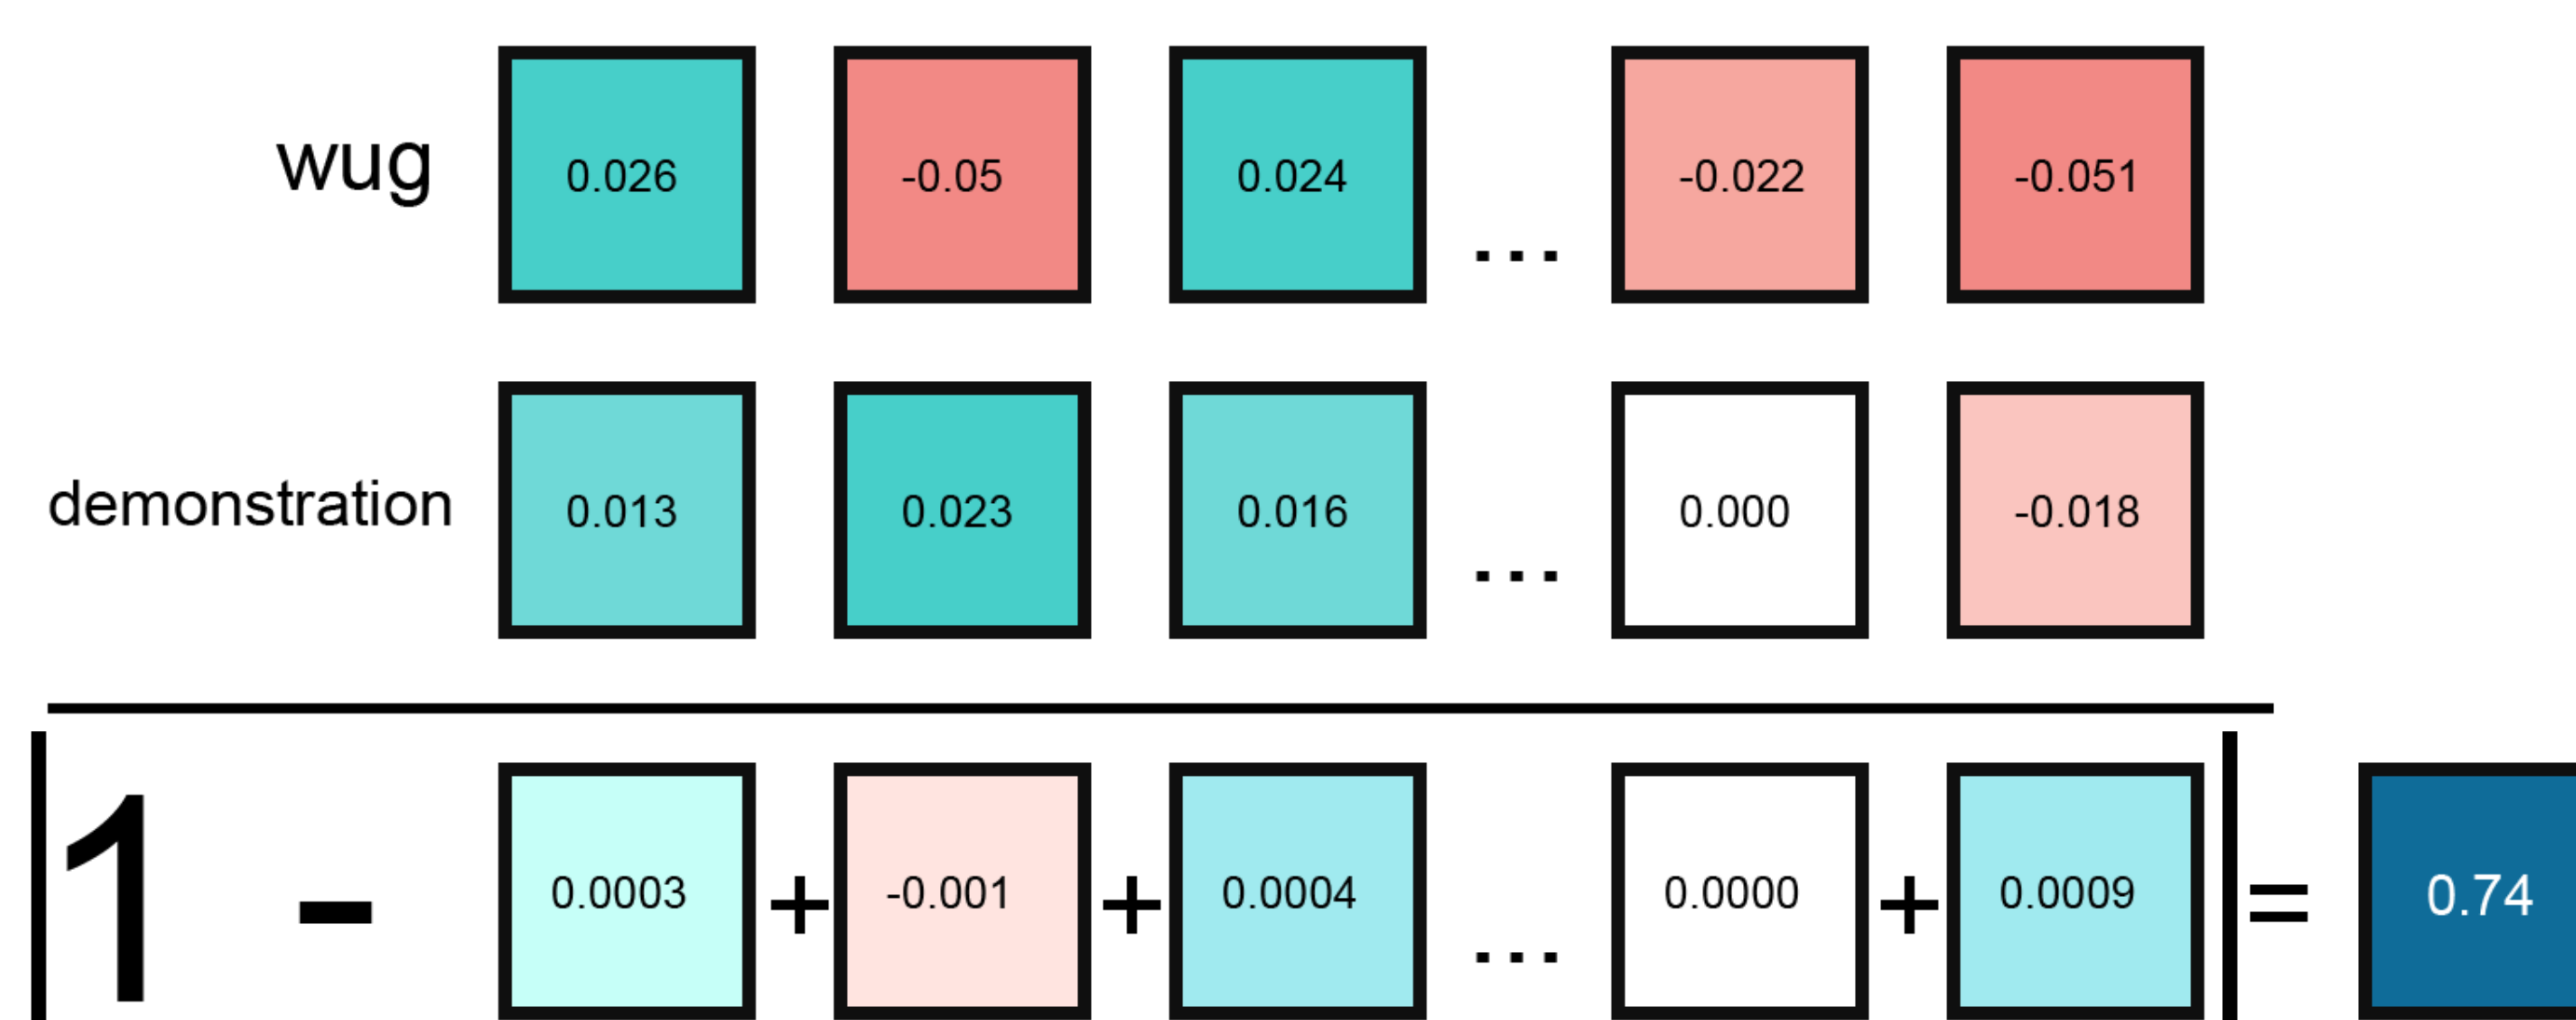 wug 0.026 -0.05 0.024 ... -0.022 -0.051
demonstration 0.013 0.023 0.016 ... 0.000 -0.018
|1 - 0.0003 + -0.001 + 0.0004 ... 0.0000 + 0.0009| = 0.74